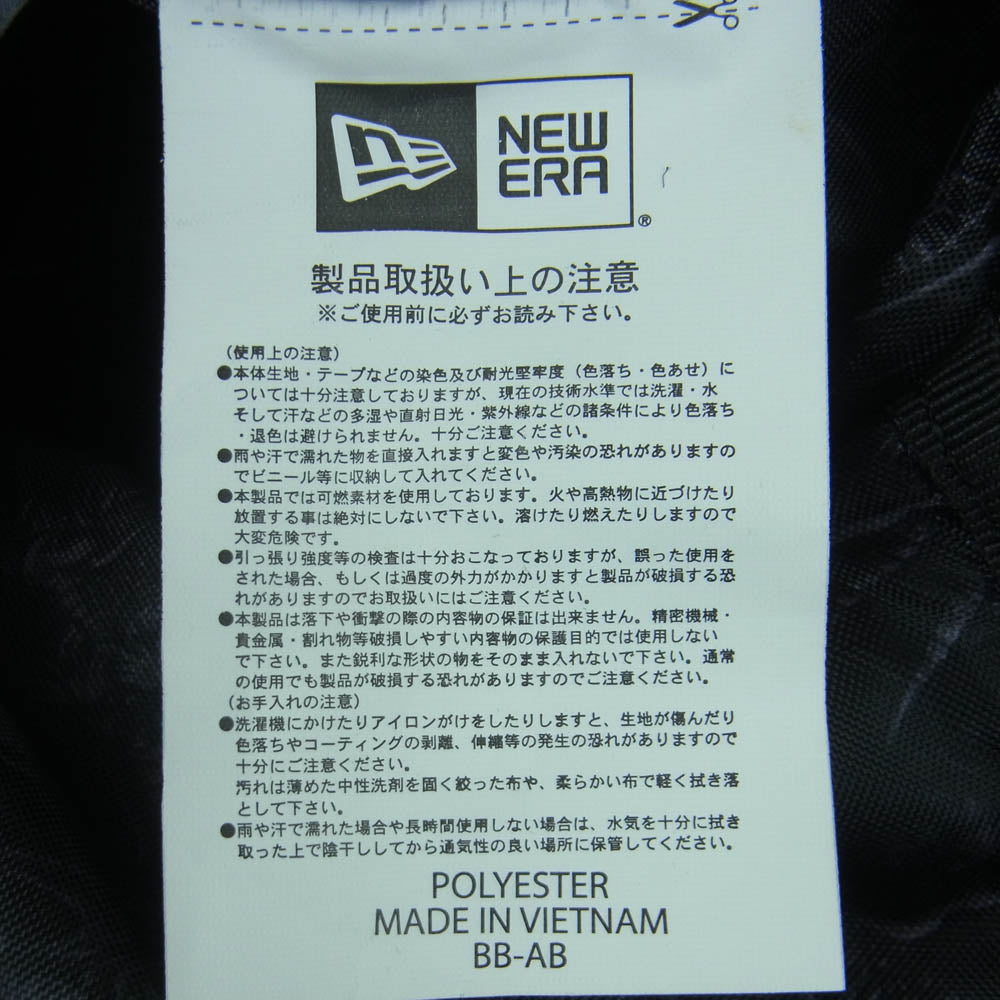 NEW
ERA
®
製品取扱い上の注意
※ご使用前に必ずお読み下さい。
(使用上の注意)
●本体生地・テープなどの染色及び耐光堅牢度(色落ち・色あせ)に
ついては十分注意しておりますが、現在の技術水準では洗濯・水
そして汗などの多湿や直射日光・紫外線などの諸条件により色落ち
・退色は避けられません。十分ご注意ください。
●雨や汗で濡れた物を直接入れますと変色や汚染の恐れがありますの
でビニール等に収納して入れてください。
●本製品では可燃素材を使用しております。火や高熱物に近づけたり
放置する事は絶対にしないで下さい。溶けたり燃えたりしますので
大変危険です。
●引っ張り強度等の検査は十分おこなっておりますが、誤った使用を
された場合、もしくは過度の外力がかかりますと製品が破損する恐
れがありますのでお取扱いにはご注意ください。
●本製品は落下や衝撃の際の内容物の保証は出来ません。精密機械・
貴金属・割れ物等破損しやすい内容物の保護目的では使用しない
で下さい。また鋭利な形状の物をそのまま入れないで下さい。通常
の使用でも製品が破損する恐れがありますのでご注意ください。
(お手入れの注意)
●洗濯機にかけたりアイロンがけをしたりしますと、生地が傷んだり
色落ちやコーティングの剥離、伸縮等の発生の恐れがありますので
十分にご注意ください。
汚れは薄めた中性洗剤を固く絞った布や、柔らかい布で軽く拭き落
として下さい。
●雨や汗で濡れた場合や長時間使用しない場合は、水気を十分に拭き
取った上で陰干ししてから通気性の良い場所に保管してください。
POLYESTER
MADE IN VIETNAM
BB-AB